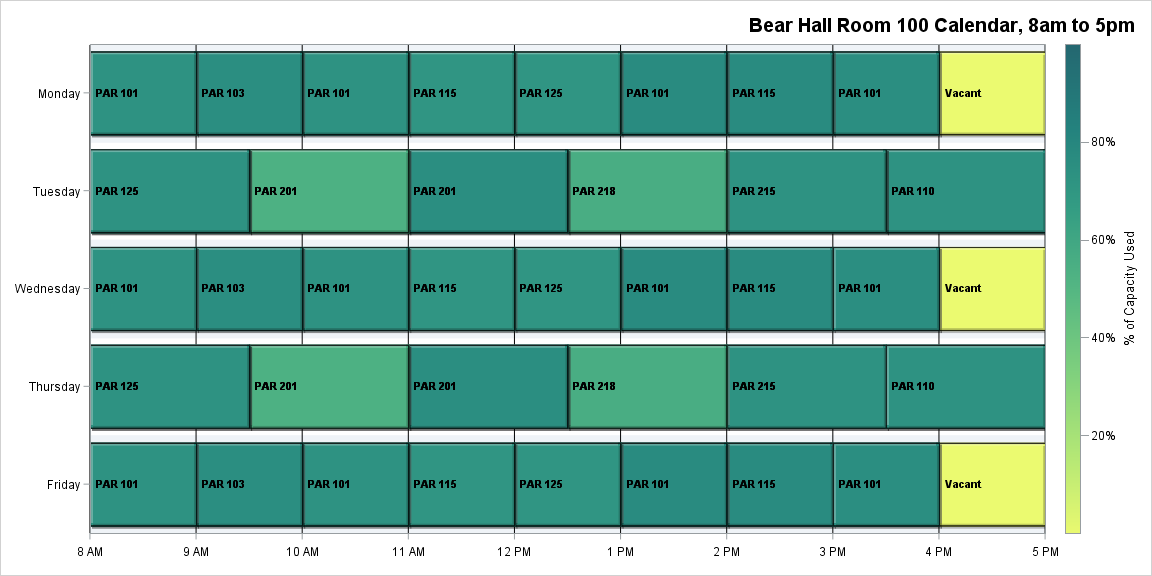 Bear Hall Room 100 Calendar, 8am to 5pm
Monday
PAR 101
PAR 103
PAR 101
PAR 115
PAR 125
PAR 101
PAR 115
PAR 101
Vacant
Tuesday
PAR 125
PAR 201
PAR 201
PAR 218
PAR 215
PAR 110
Wednesday
PAR 101
PAR 103
PAR 101
PAR 115
PAR 125
PAR 101
PAR 115
PAR 101
Vacant
Thursday
PAR 125
PAR 201
PAR 201
PAR 218
PAR 215
PAR 110
Friday
PAR 101
PAR 103
PAR 101
PAR 115
PAR 125
PAR 101
PAR 115
PAR 101
Vacant
8 AM
9 AM
10 AM
11 AM
12 PM
1 PM
2 PM
3 PM
4 PM
5 PM
80%
60%
40%
20%
% of Capacity Used